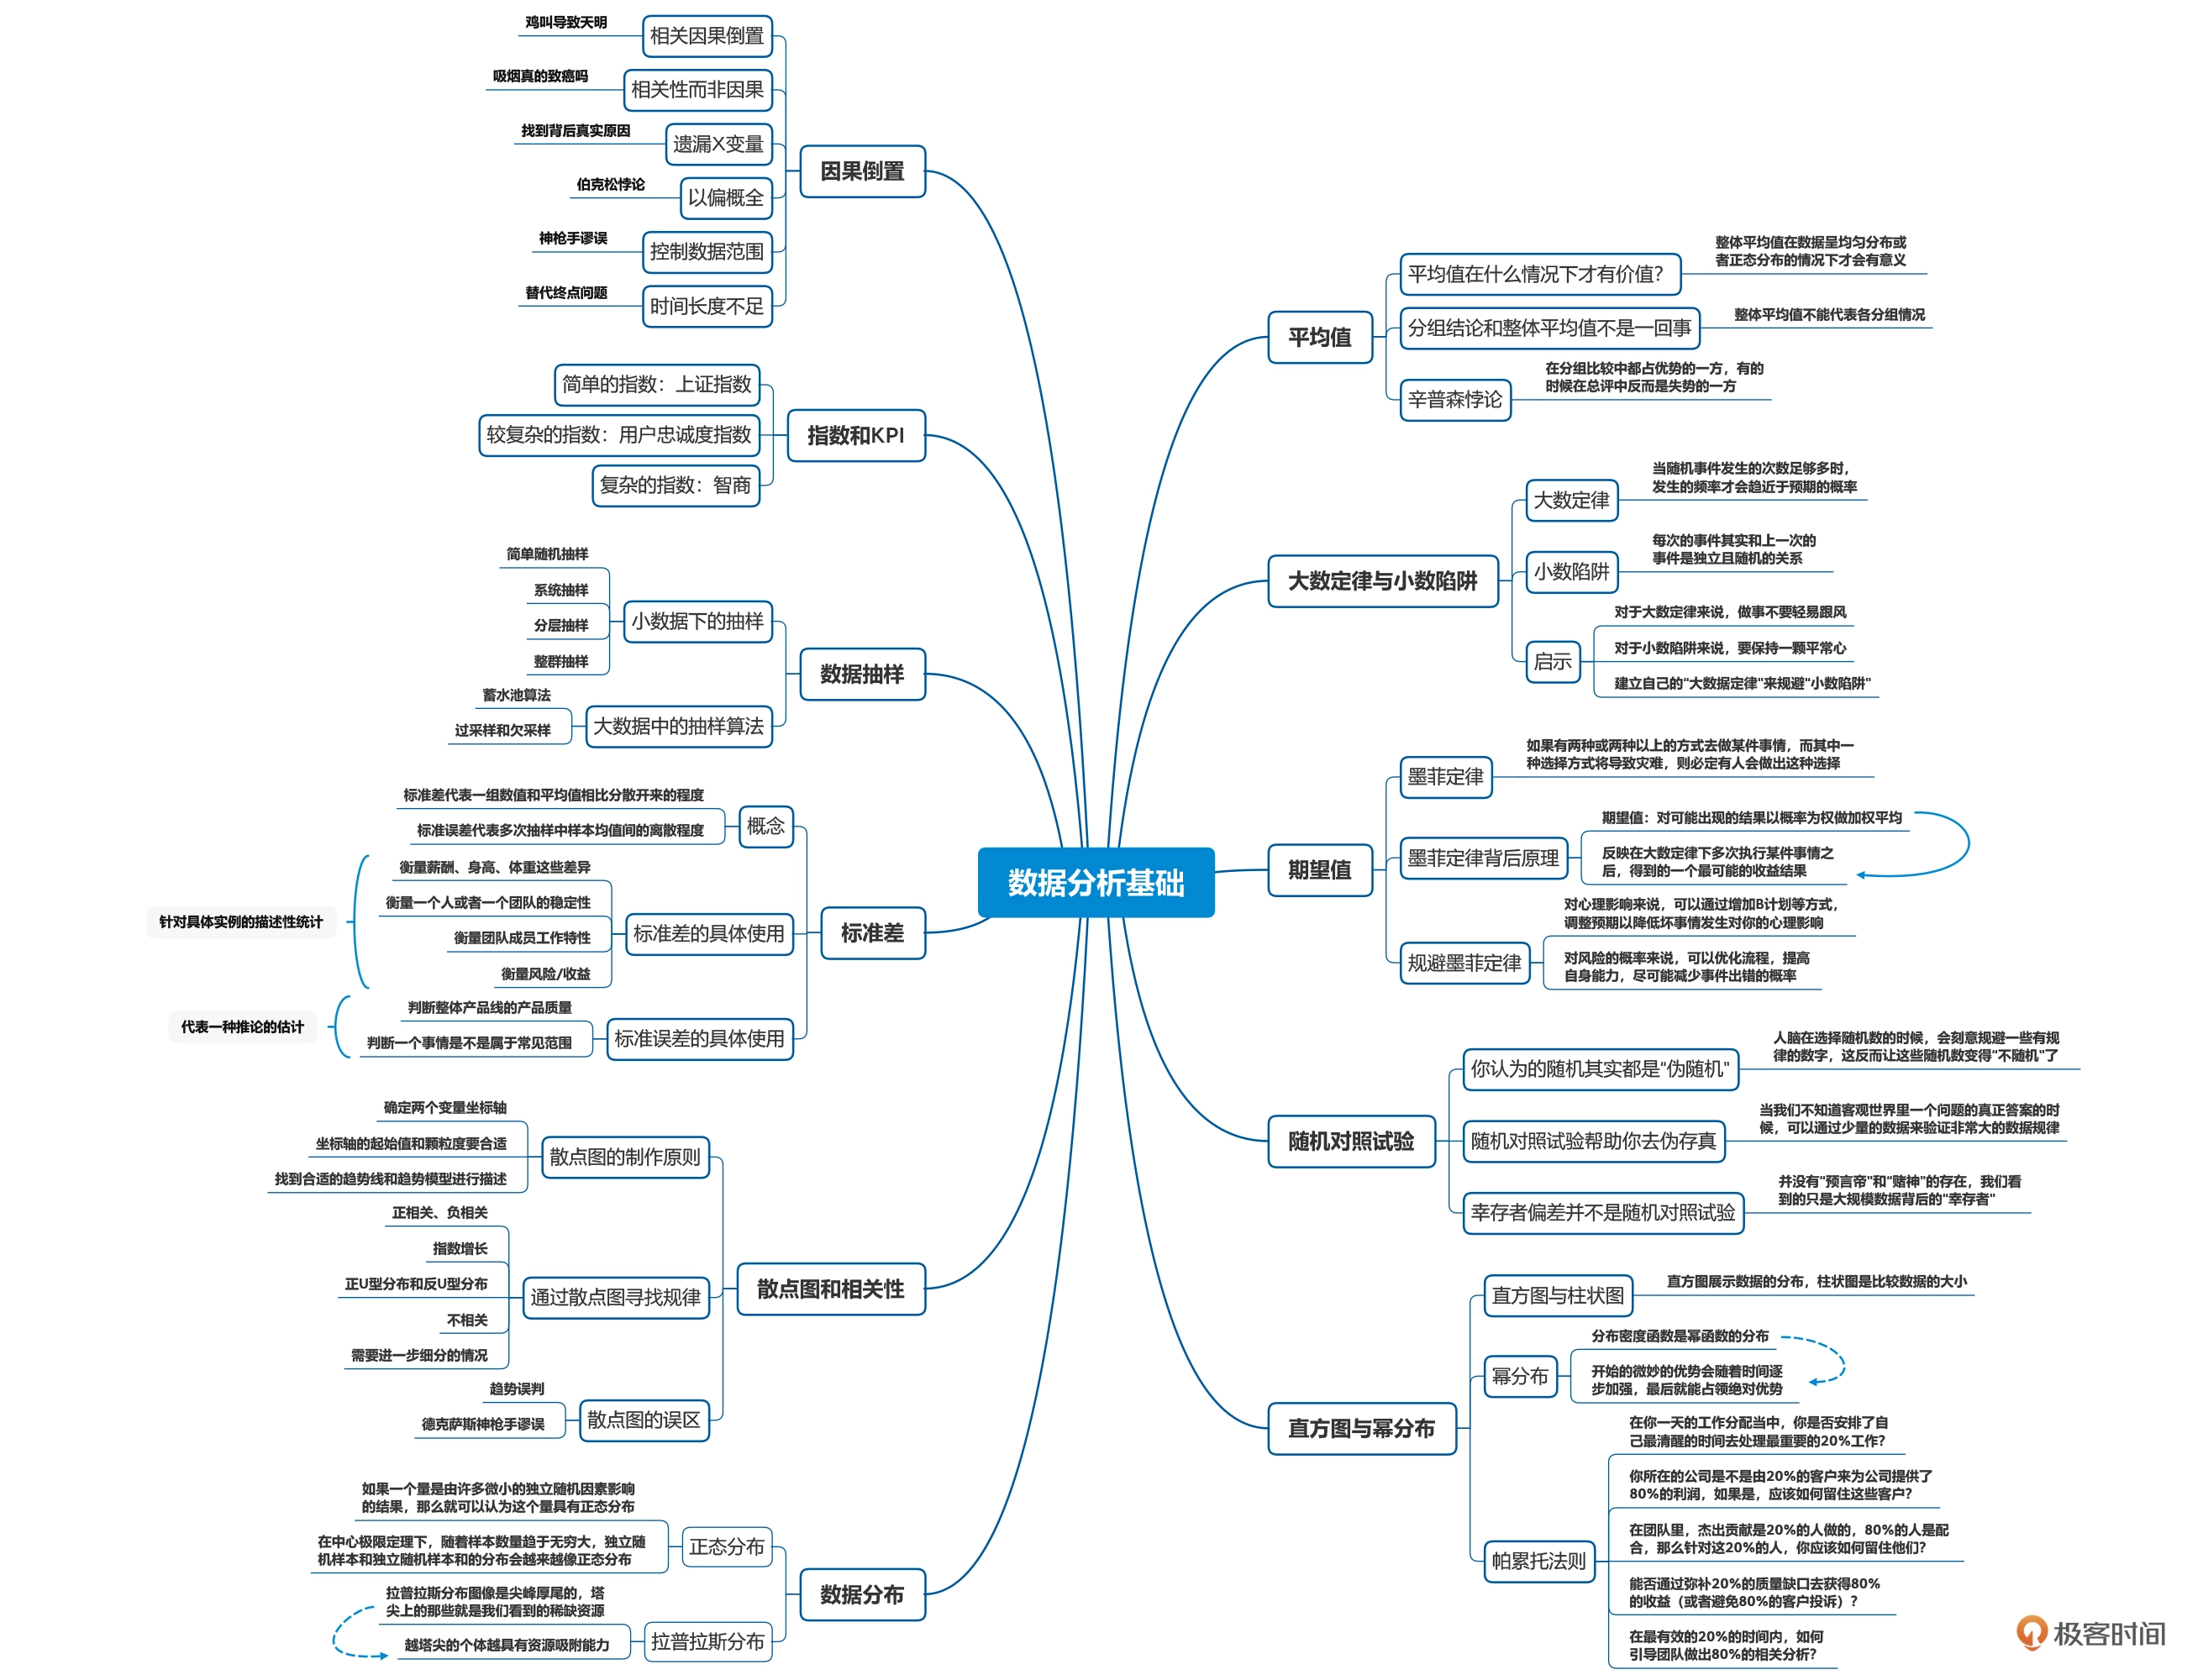 数据分析基础
平均值
平均值在什么情况下才有价值?
整体平均值在数据呈均匀分布或
者正态分布的情况下才会有意义
分组结论和整体平均值不是一回事
整体平均值不能代表各分组情况
辛普森悖论
在分组比较中都占优势的一方，有的
时候在总评中反而是失势的一方
大数定律与小数陷阱
大数定律
当随机事件发生的次数足够多时，
发生的频率才会趋近于预期的概率
小数陷阱
每次的事件其实和上一次的
事件是独立且随机的关系
启示
对于大数定律来说，做事不要轻易跟风
对于小数陷阱来说，要保持一颗平常心
建立自己的"大数据定律"来规避"小数陷阱"
期望值
墨菲定律
如果有两种或两种以上的方式去做某件事情，而其中一
种选择方式将导致灾难，则必定有人会做出这种选择
墨菲定律背后原理
期望值：对可能出现的结果以概率为权做加权平均
反映在大数定律下多次执行某件事情之
后，得到的一个最可能的收益结果
规避墨菲定律
对心理影响来说，可以通过增加B计划等方式，
调整预期以降低坏事情发生对你的心理影响
对风险的概率来说，可以优化流程，提高
自身能力，尽可能减少事件出错的概率
随机对照试验
你认为的随机其实都是"伪随机"
人脑在选择随机数的时候，会刻意规避一些有规
律的数字，这反而让这些随机数变得"不随机"了
随机对照试验帮助你去伪存真
当我们不知道客观世界里一个问题的真正答案的时
候，可以通过少量的数据来验证非常大的数据规律
幸存者偏差并不是随机对照试验
并没有"预言帝"和"赌神"的存在，我们看
到的只是大规模数据背后的"幸存者"
直方图与幂分布
直方图与柱状图
直方图展示数据的分布，柱状图是比较数据的大小
幂分布
分布密度函数是幂函数的分布
开始的微妙的优势会随着时间逐
步加强，最后就能占领绝对优势
帕累托法则
在你一天的工作分配当中，你是否安排了自
己最清醒的时间去处理最重要的20%工作?
你所在的公司是不是由20%的客户来为公司提供了
80%的利润，如果是，应该如何留住这些客户?
在团队里，杰出贡献是20%的人做的，80%的人是配
合，那么针对这20%的人，你应该如何留住他们?
能否通过弥补20%的质量缺口去获得80%
的收益（或者避免80%的客户投诉）?
在最有效的20%的时间内，如何
引导团队做出80%的相关分析?
因果倒置
相关因果倒置
鸡叫导致天明
相关性而非因果
吸烟真的致癌吗
遗漏X变量
找到背后真实原因
以偏概全
伯克松悖论
控制数据范围
神枪手谬误
时间长度不足
替代终点问题
指数和KPI
简单的指数：上证指数
较复杂的指数：用户忠诚度指数
复杂的指数：智商
数据抽样
小数据下的抽样
简单随机抽样
系统抽样
分层抽样
整群抽样
大数据中的抽样算法
蓄水池算法
过采样和欠采样
标准差
概念
标准差代表一组数值和平均值相比分散开来的程度
标准误差代表多次抽样中样本均值间的离散程度
标准差的具体使用
衡量薪酬、身高、体重这些差异
衡量一个人或者一个团队的稳定性
衡量团队成员工作特性
衡量风险/收益
针对具体实例的描述性统计
标准误差的具体使用
判断整体产品线的产品质量
判断一个事情是不是属于常见范围
代表一种推论的估计
散点图和相关性
散点图的制作原则
确定两个变量坐标轴
坐标轴的起始值和颗粒度要合适
找到合适的趋势线和趋势模型进行描述
通过散点图寻找规律
正相关、负相关
指数增长
正U型分布和反U型分布
不相关
需要进一步细分的情况
散点图的误区
趋势误判
德克萨斯神枪手谬误
数据分布
正态分布
如果一个量是由许多微小的独立随机因素影响
的结果，那么就可以认为这个量具有正态分布
在中心极限定理下，随着样本数量趋于无穷大，独立随
机样本和独立随机样本和的分布会越来越像正态分布
拉普拉斯分布
拉普拉斯分布图像是尖峰厚尾的，塔
尖上的那些就是我们看到的稀缺资源
越塔尖的个体越具有资源吸附能力
极客时间